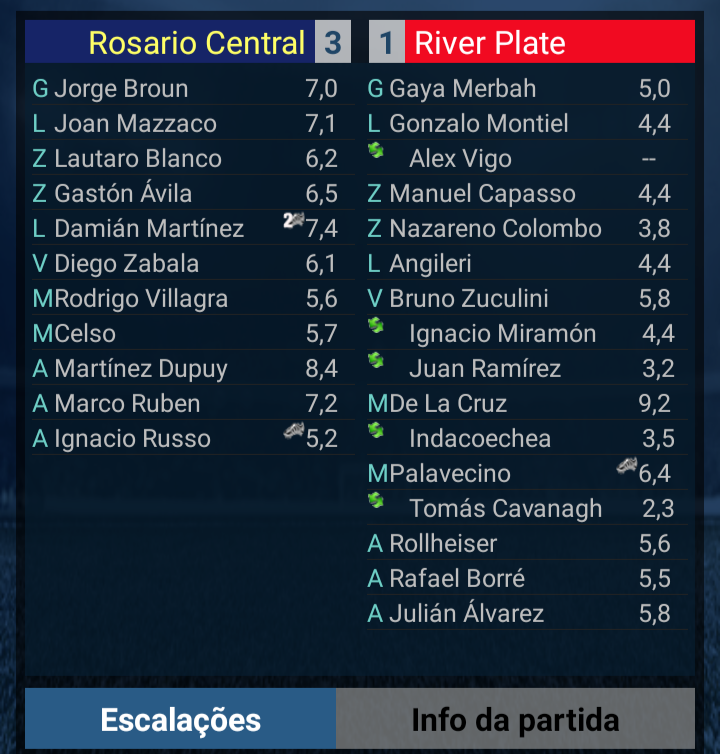 Rosario Central 3
G Jorge Broun 7,0
L Joan Mazzaco 7,1
Z Lautaro Blanco 6,2
Z Gastón Ávila 6,5
L Damián Martínez 2 7,4
V Diego Zabala 6,1
M Rodrigo Villagra 5,6
M Celso 5,7
A Martínez Dupuy 8,4
A Marco Ruben 7,2
A Ignacio Russo 5,2
1 River Plate
G Gaya Merbah 5,0
L Gonzalo Montiel 4,4
Alex Vigo --
Z Manuel Capasso 4,4
Z Nazareno Colombo 3,8
L Angileri 4,4
V Bruno Zuculini 5,8
Ignacio Miramón 4,4
Juan Ramírez 3,2
M De La Cruz 9,2
Indacoechea 3,5
M Palavecino 6,4
Tomás Cavanagh 2,3
A Rollheiser 5,6
A Rafael Borré 5,5
A Julián Álvarez 5,8
Escalações
Info da partida